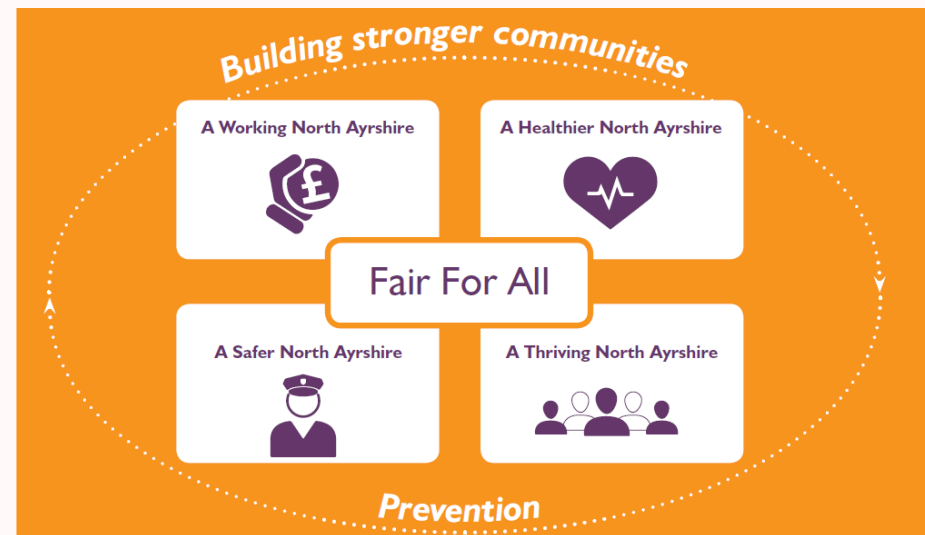 Building stronger communities
A Working North Ayrshire
A Healthier North Ayrshire
£
Fair For All
A Safer North Ayrshire
A Thriving North Ayrshire
Prevention